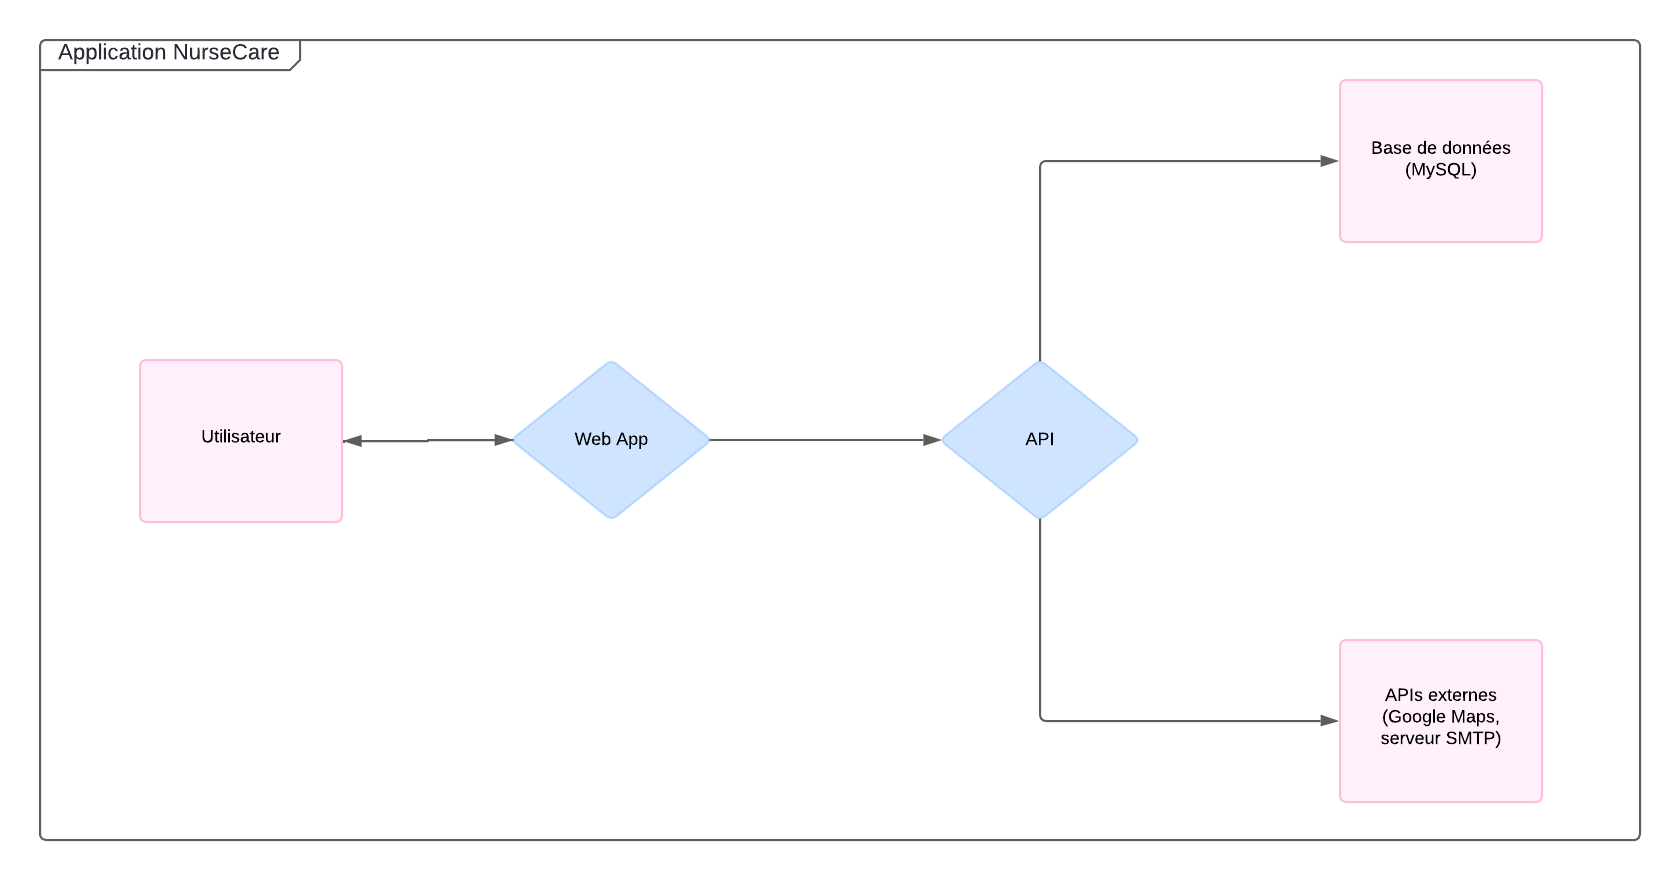 Application NurseCare
Base de données
(MySQL)
Utilisateur
Web App
API
APIs externes
(Google Maps,
serveur SMTP)